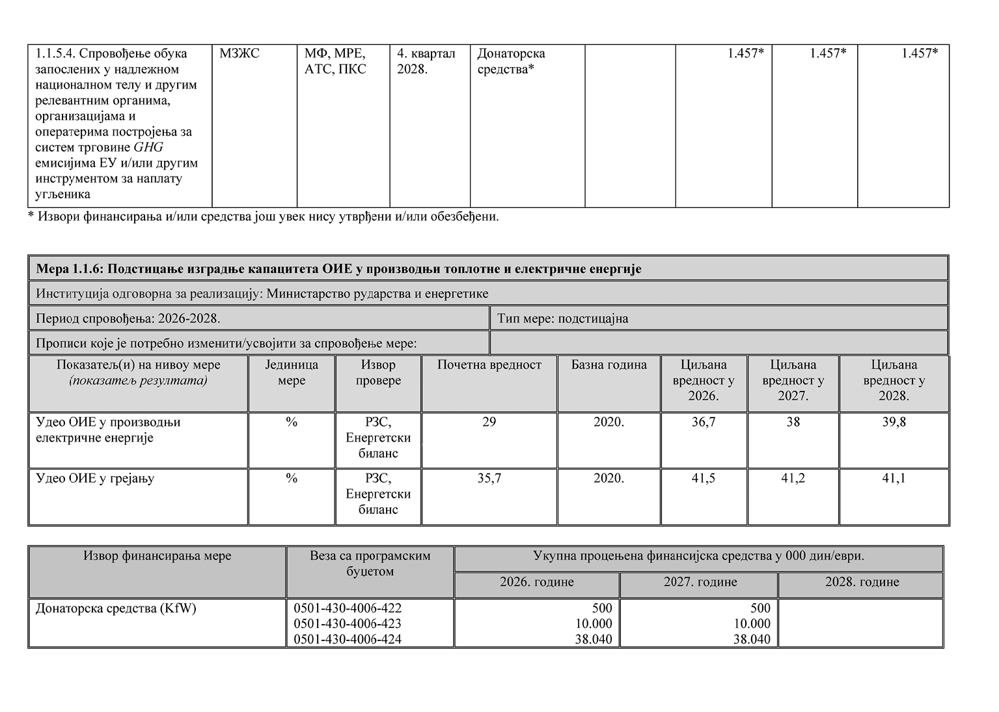 1.1.5.4. Спровођење обука
запослених у надлежном
националном телу и другим
релевантним органима,
организацијама и
оператерима постројења за
систем трговине GHG
емисијима ЕУ и/или другим
инструментом за наплату
угљеника
МЗЖС
МФ, МРЕ,
АТС, ПКС
4. квартал
2028.
Донаторска
средства*
1.457*
1.457*
1.457*
* Извори финансирања и/или средства још увек нису утврђени и/или обезбеђени.
Мера 1.1.6: Подстицање изградње капацитета ОИЕ у производњи топлотне и електричне енергије
Институција одговорна за реализацију: Министарство рударства и енергетике
Период спровођења: 2026-2028.
Тип мере: подстицајна
Прописи које је потребно изменити/усвојити за спровођење мере:
Показатељ(и) на нивоу мере
(показатељ резултата)
Јединица
мере
Извор
провере
Почетна вредност
Базна година
Циљана
вредност у
2026.
Циљана
вредност у
2027.
Циљана
вредност у
2028.
Удео ОИЕ у производњи
електричне енергије
%
РЗС,
Енергетски
биланс
29
2020.
36,7
38
39,8
Удео ОИЕ у грејању
%
РЗС,
Енергетски
биланс
35,7
2020.
41,5
41,2
41,1
Извор финансирања мере
Веза са програмским
буџетом
Укупна процењена финансијска средства у 000 дин/еври.
2026. године
2027. године
2028. године
Донаторска средства (KfW)
0501-430-4006-422
0501-430-4006-423
0501-430-4006-424
500
10.000
38.040
500
10.000
38.040